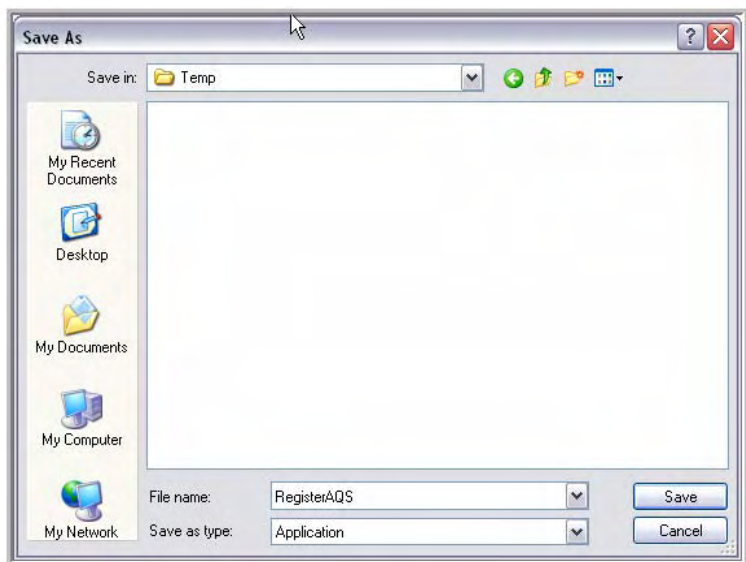 Save As
Save in: Temp
My Recent
Documents
Desktop
My Documents
My Computer
My Network
File name: RegisterAQS Save
Save as type: Application Cancel